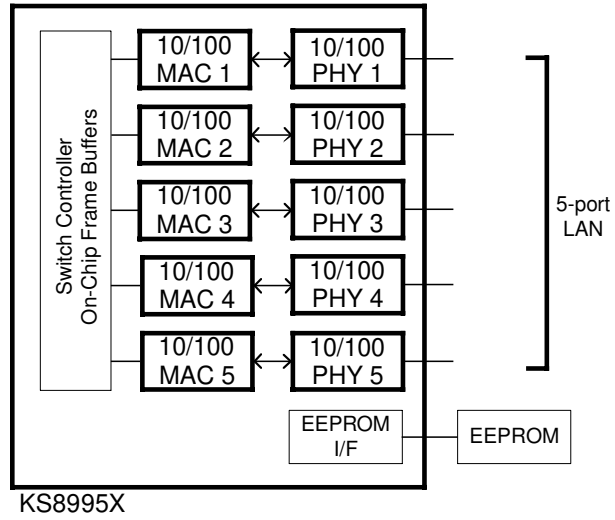 Switch Controller
On-Chip Frame Buffers
10/100
MAC 1
10/100
PHY 1
10/100
MAC 2
10/100
PHY 2
10/100
MAC 3
10/100
PHY 3
10/100
MAC 4
10/100
PHY 4
10/100
MAC 5
10/100
PHY 5
5-port
LAN
EEPROM
I/F
EEPROM
KS8995X